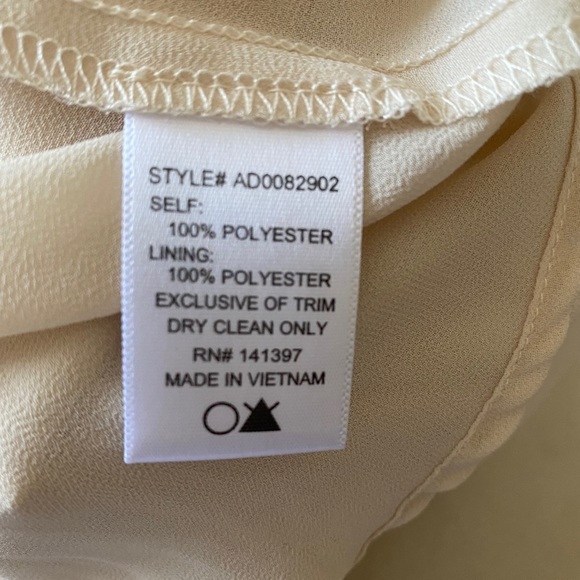 STYLE# AD0082902
SELF:
100% POLYESTER
LINING:
100% POLYESTER
EXCLUSIVE OF TRIM
DRY CLEAN ONLY
RN# 141397
MADE IN VIETNAM